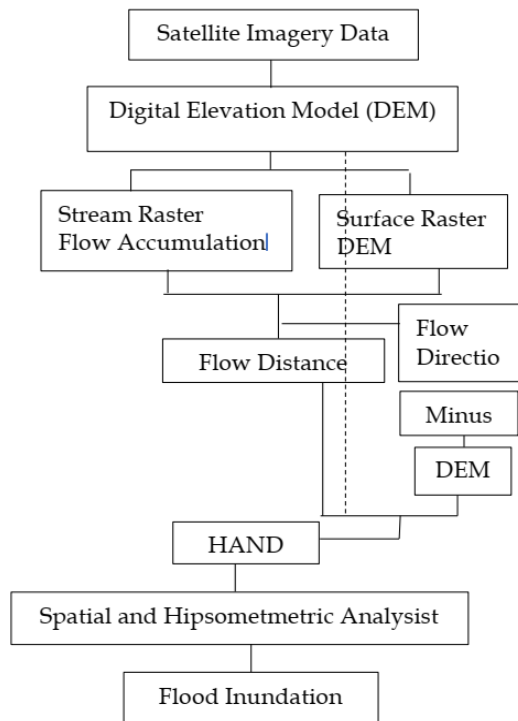 Satellite Imagery Data
Digital Elevation Model (DEM)
Stream Raster
Flow Accumulation
Surface Raster
DEM
Flow
Directio
Flow Distance
Minus
DEM
HAND
Spatial and Hipsometmetric Analysist
Flood Inundation